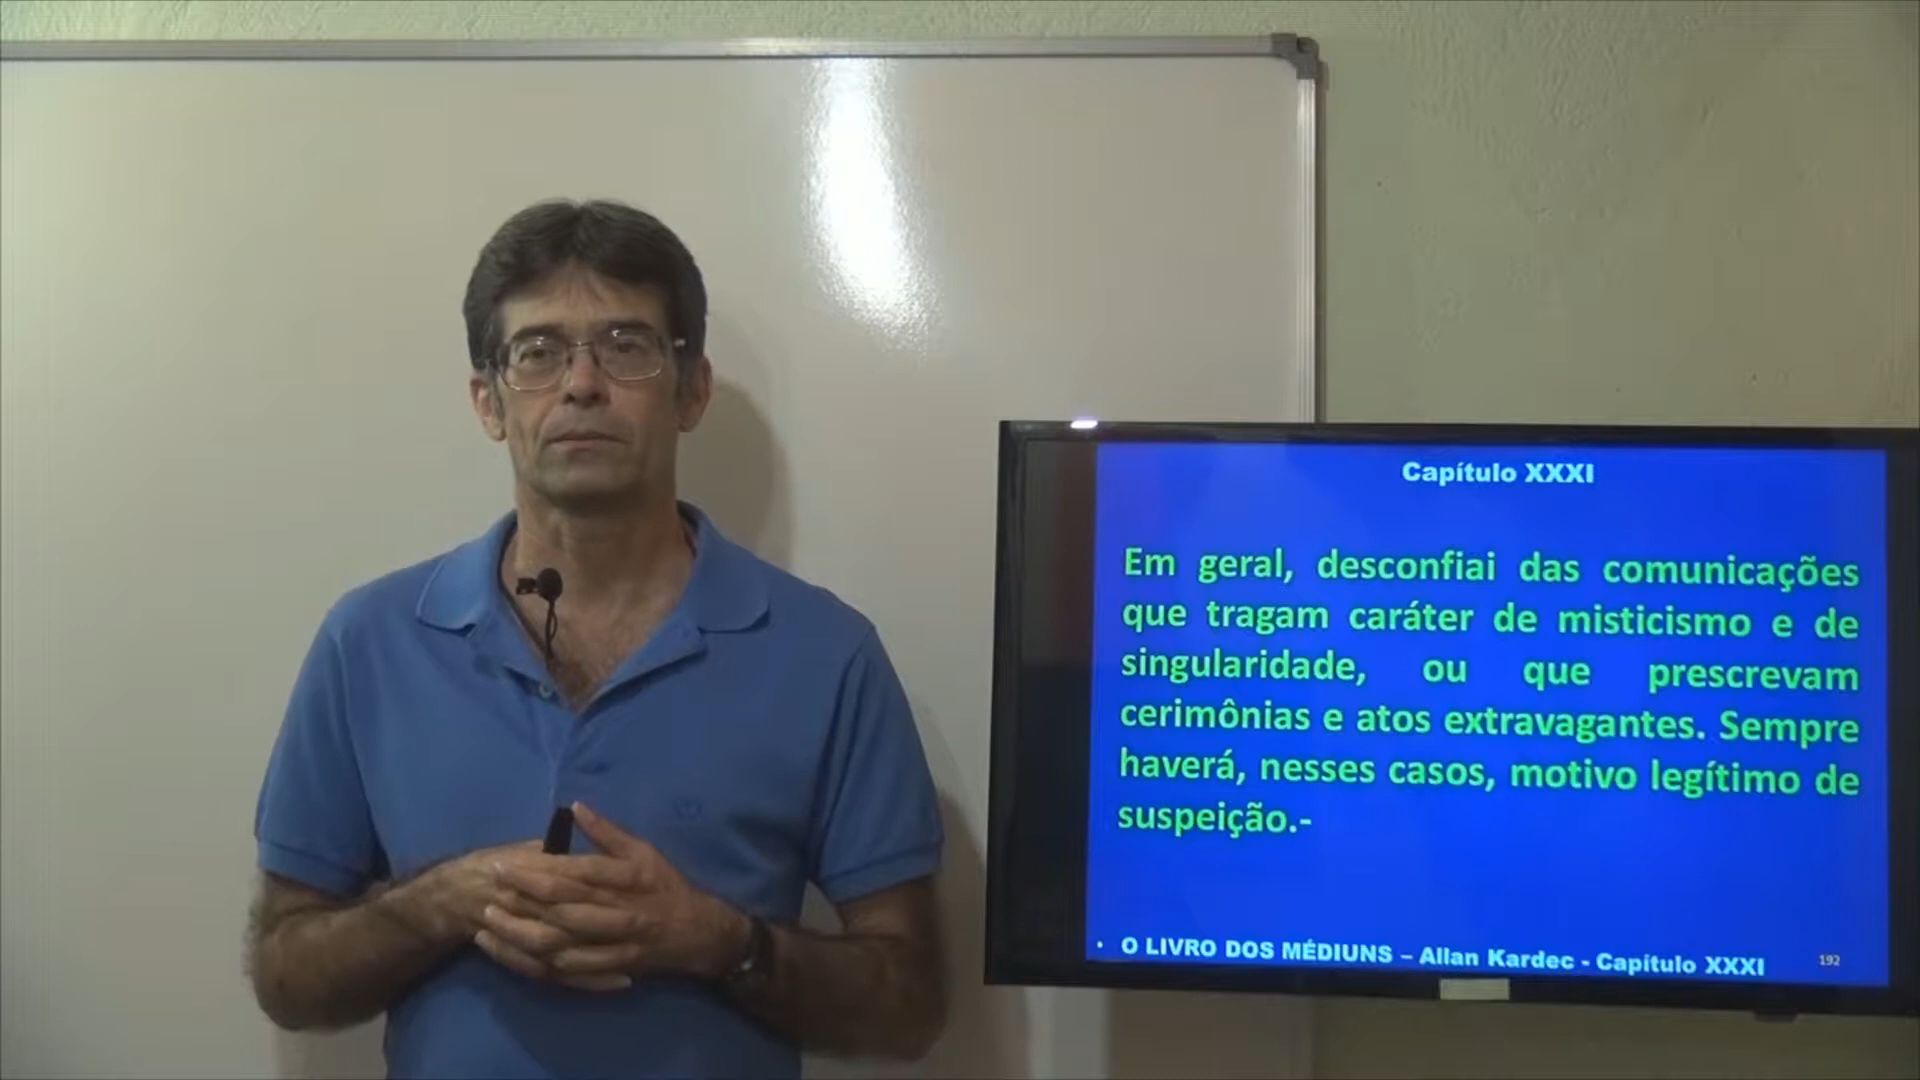 Capítulo XXXI
Em geral, desconfiai das comunicações
que tragam caráter de misticismo e de
singularidade, ou que prescrevam
cerimônias e atos extravagantes. Sempre
haverá, nesses casos, motivo legítimo de
suspeição.-
• O LIVRO DOS MÉDIUNS – Allan Kardec - Capítulo XXXI
192